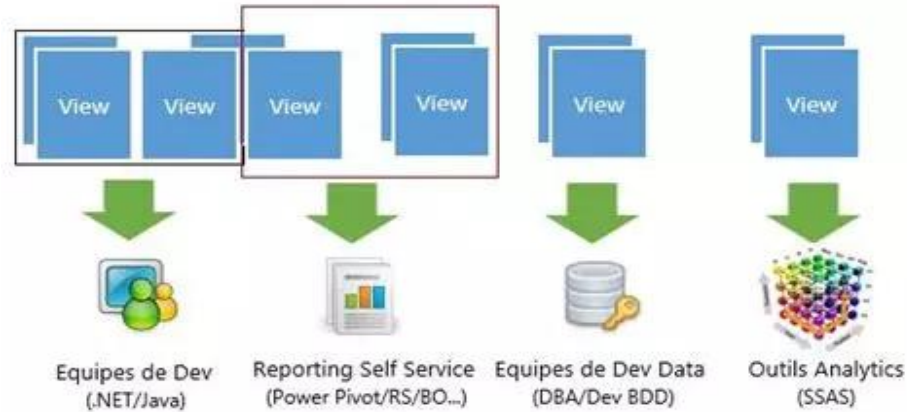 View
View
View
View
View
View
Equipes de Dev
(.NET/Java)
Reporting Self Service
(Power Pivot/RS/BO...)
Equipes de Dev Data
(DBA/Dev BDD)
Outils Analytics
(SSAS)